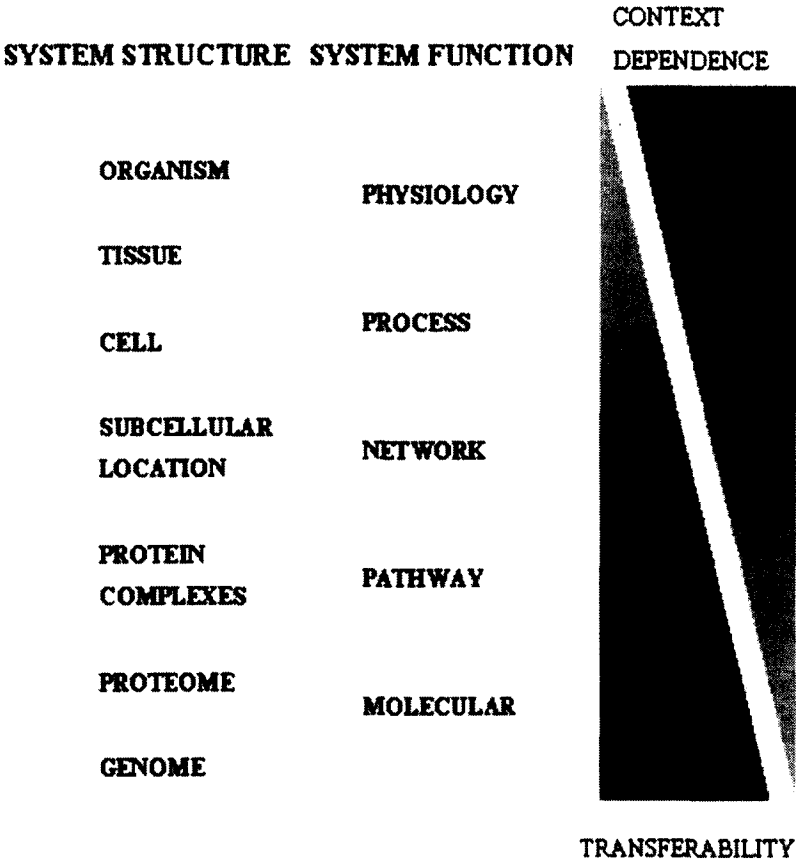 CONTEXT
DEPENDENCE
SYSTEM STRUCTURE SYSTEM FUNCTION
ORGANISM
PHYSIOLOGY
TISSUE
PROCESS
CELL
SUBCELLULAR
LOCATION
NETWORK
PROTEIN
COMPLEXES
PATHWAY
PROTEOME
MOLECULAR
GENOME
TRANSFERABILITY